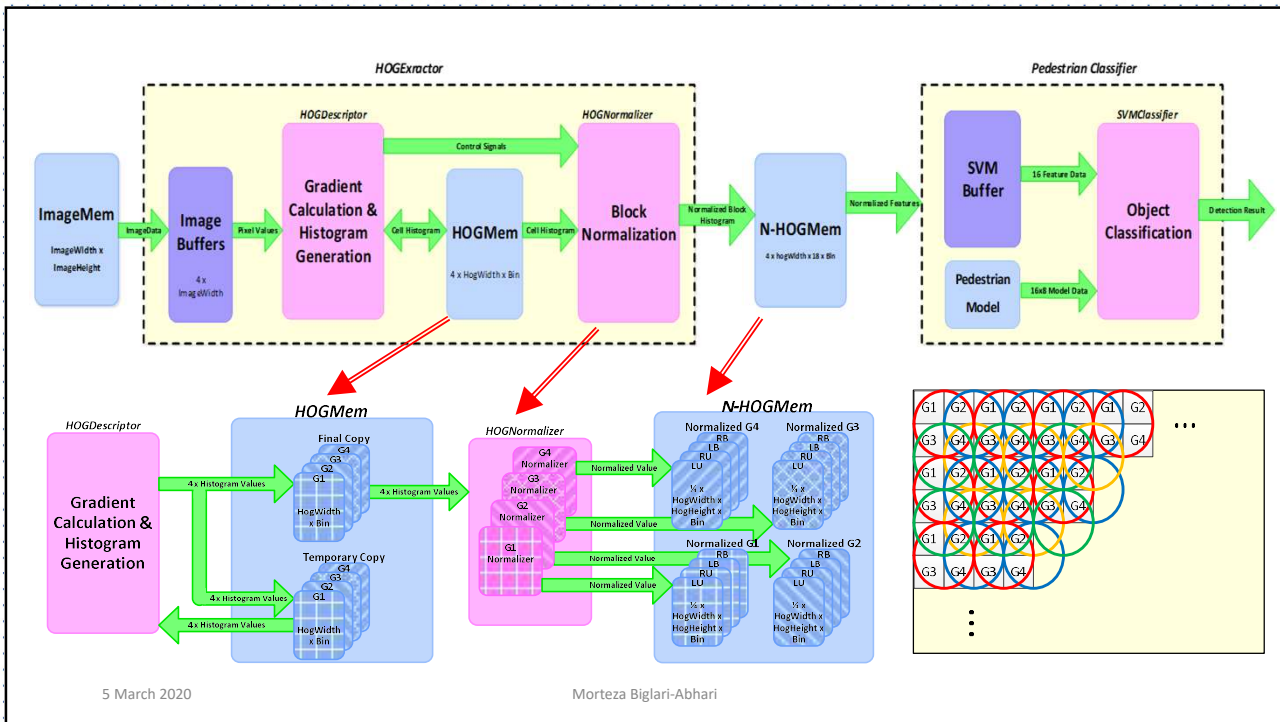 HOGExractor
Pedestrian Classifier
HOGDescriptor
HOGNormalizer
SVMClassifier
ImageMem
ImageWidth x
ImageHeight
ImageData
Image
Buffers
4 x
ImageWidth
Pixel Values
Gradient
Calculation &
Histogram
Generation
Control Signals
Cell Histogram
HOGMem
4 x HogWidth x Bin
Cell Histogram
Block
Normalization
Normalized Block
Histogram
N-HOGMem
4 x hogWidth x 18 x Bin
Normalized Features
SVM
Buffer
16 Feature Data
Pedestrian
Model
16x8 Model Data
Object
Classification
Detection Result
HOGDescriptor
Gradient
Calculation &
Histogram
Generation
4x Histogram Values
4x Histogram Values
4x Histogram Values
HOGMem
Final Copy
G4
G3
G2
G1
HogWidth
x Bin
Temporary Copy
G4
G3
G2
G1
HogWidth
x Bin
4x Histogram Values
HOGNormalizer
G4
Normalizer
G3
Normalizer
G2
Normalizer
G1
Normalizer
Normalized Value
Normalized Value
Normalized Value
Normalized Value
N-HOGMem
Normalized G4
RB
LB
RU
LU
¼ x
HogWidth x
HogHeight x
Bin
Normalized G3
RB
LB
RU
LU
¼ x
HogWidth x
HogHeight x
Bin
Normalized G1
RB
LB
RU
LU
¼ x
HogWidth x
HogHeight x
Bin
Normalized G2
RB
LB
RU
LU
¼ x
HogWidth x
HogHeight x
Bin
G1 G2 G1 G2 G1 G2 G1 G2 ...
G3 G4 G3 G4 G3 G4 G3 G4
G1 G2 G1 G2 G1 G2
G3 G4 G3 G4 G3 G4
G1 G2 G1 G2
G3 G4 G3 G4
5 March 2020
Morteza Biglari-Abhari